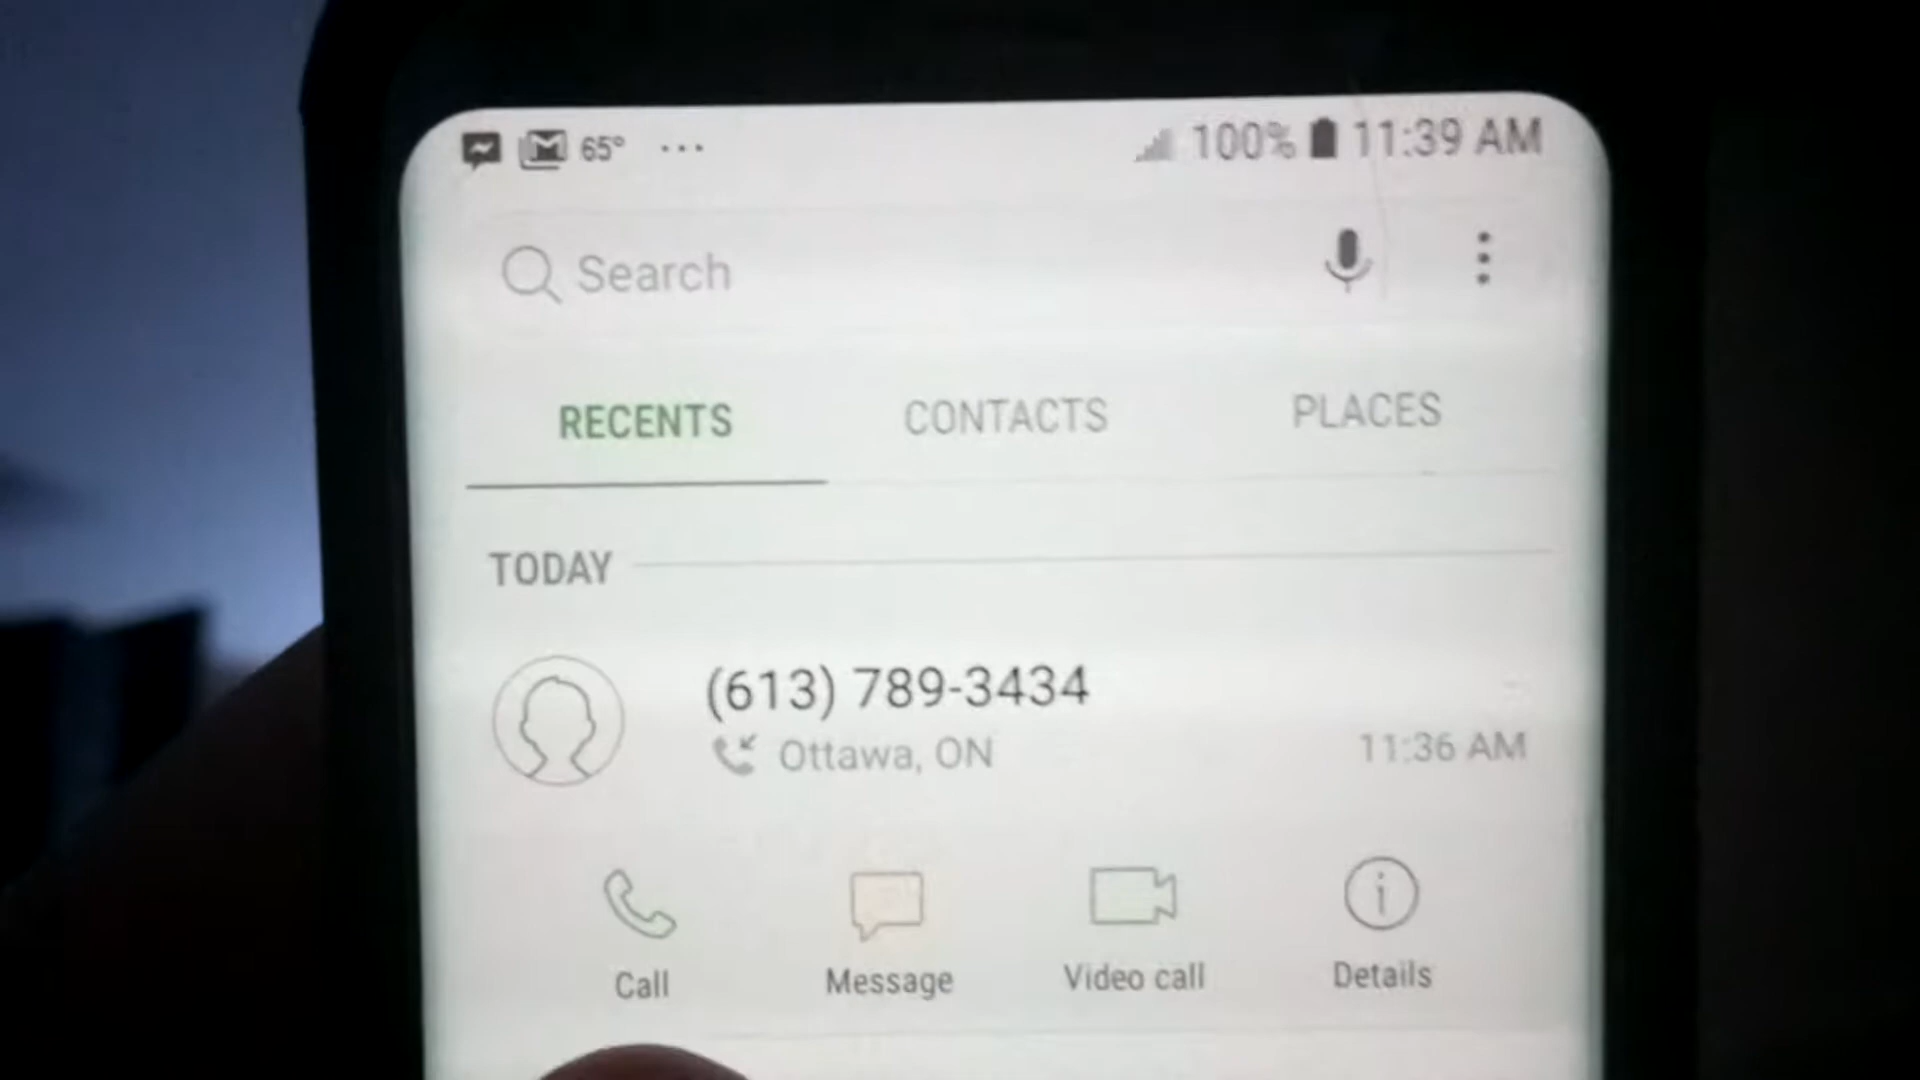 65° ... 100% 11:39 AM
Search
RECENTS CONTACTS PLACES
TODAY
(613) 789-3434
Ottawa, ON 11:36 AM
Call Message Video call Details